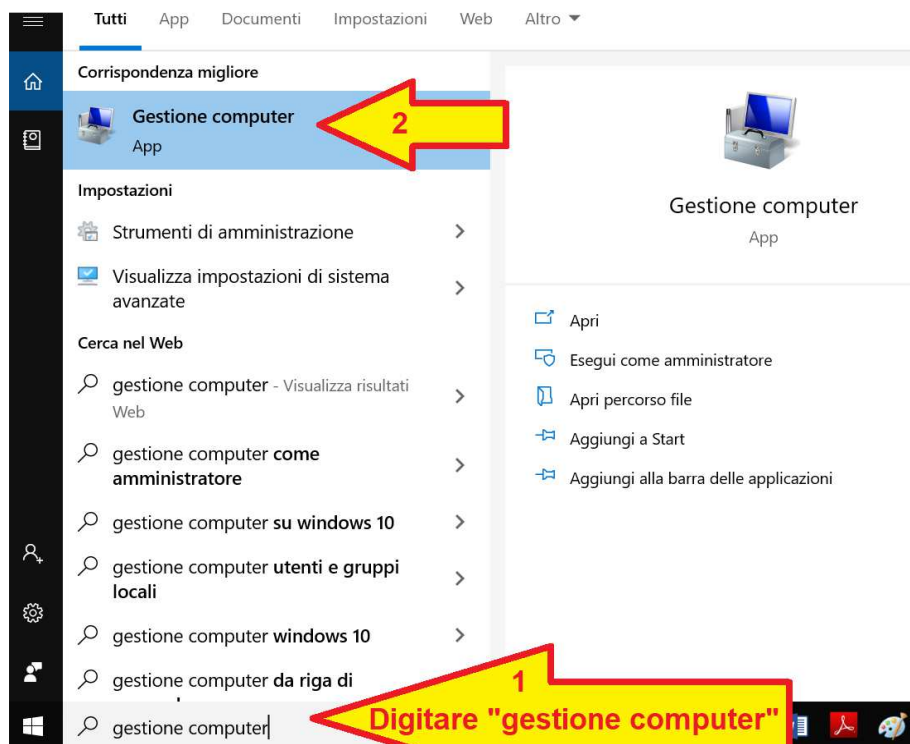 Tutti App Documenti Impostazioni Web Altro
Corrispondenza migliore
Gestione computer
App
2
Impostazioni
Strumenti di amministrazione
Visualizza impostazioni di sistema
avanzate
Cerca nel Web
gestione computer - Visualizza risultati
Web
gestione computer come
amministratore
gestione computer su windows 10
gestione computer utenti e gruppi
locali
gestione computer windows 10
gestione computer da riga di
Gestione computer
App
Apri
Esegui come amministratore
Apri percorso file
Aggiungi a Start
Aggiungi alla barra delle applicazioni
1
Digitare "gestione computer"
gestione computer